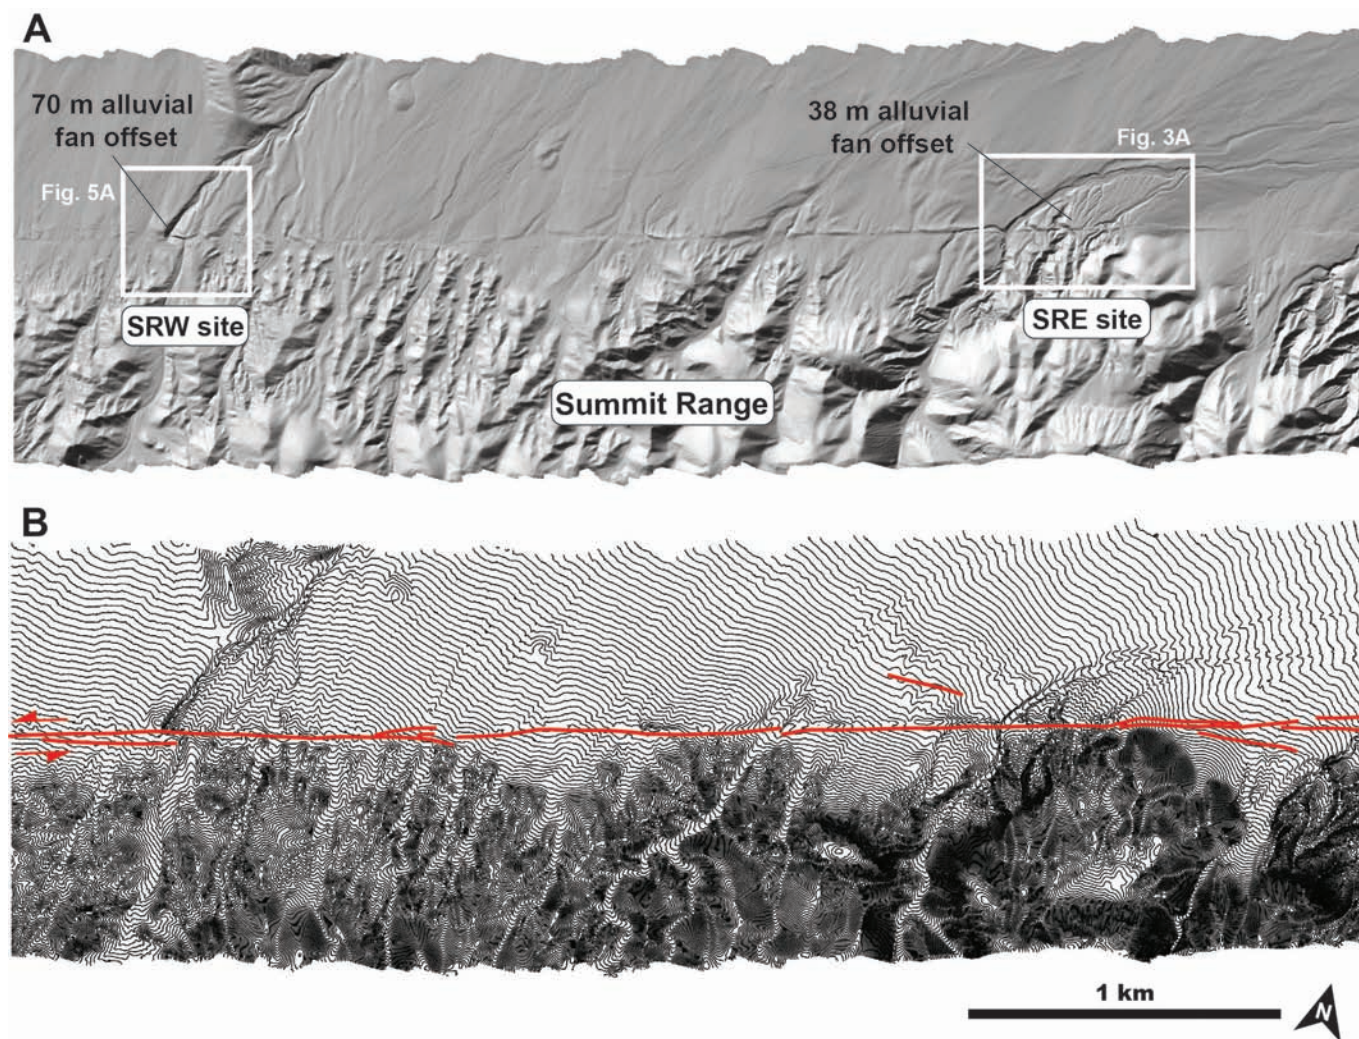 A
70 m alluvial
fan offset
Fig. 5A
38 m alluvial
fan offset
Fig. 3A
SRW site
SRE site
Summit Range
B
1 km
N